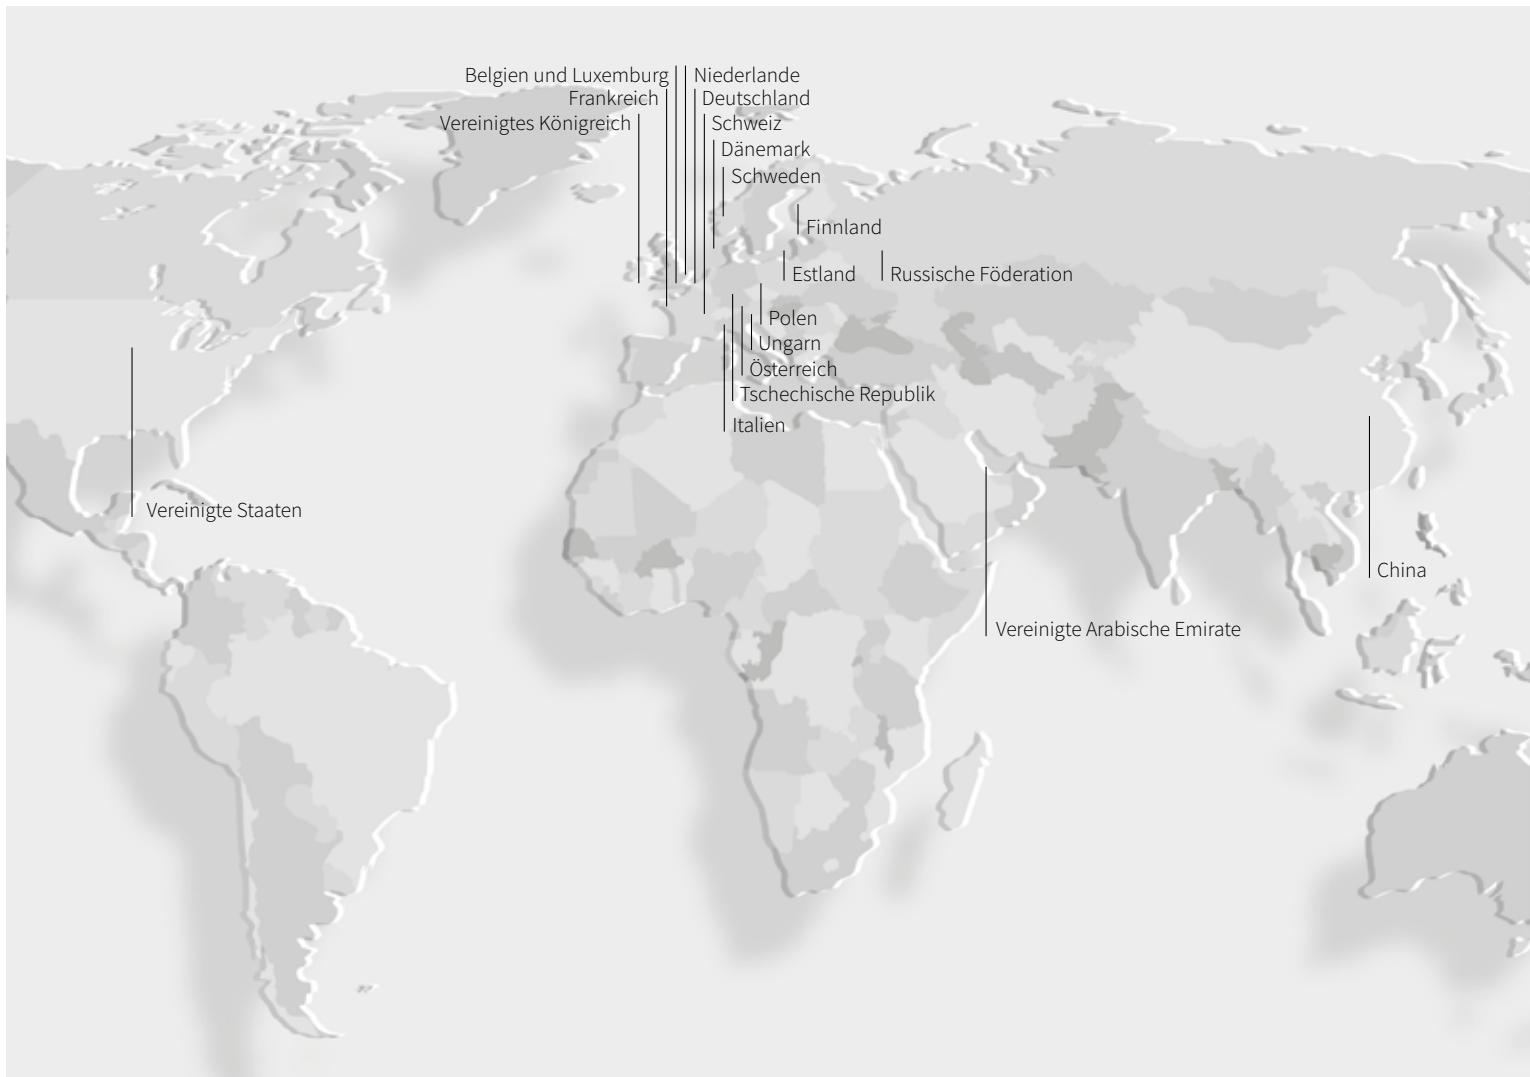 Belgien und Luxemburg
Niederlande
Frankreich
Deutschland
Vereinigtes Königreich
Schweiz
Dänemark
Schweden
Finnland
Estland
Russische Föderation
Polen
Ungarn
Österreich
Tschechische Republik
Italien
Vereinigte Staaten
China
Vereinigte Arabische Emirate